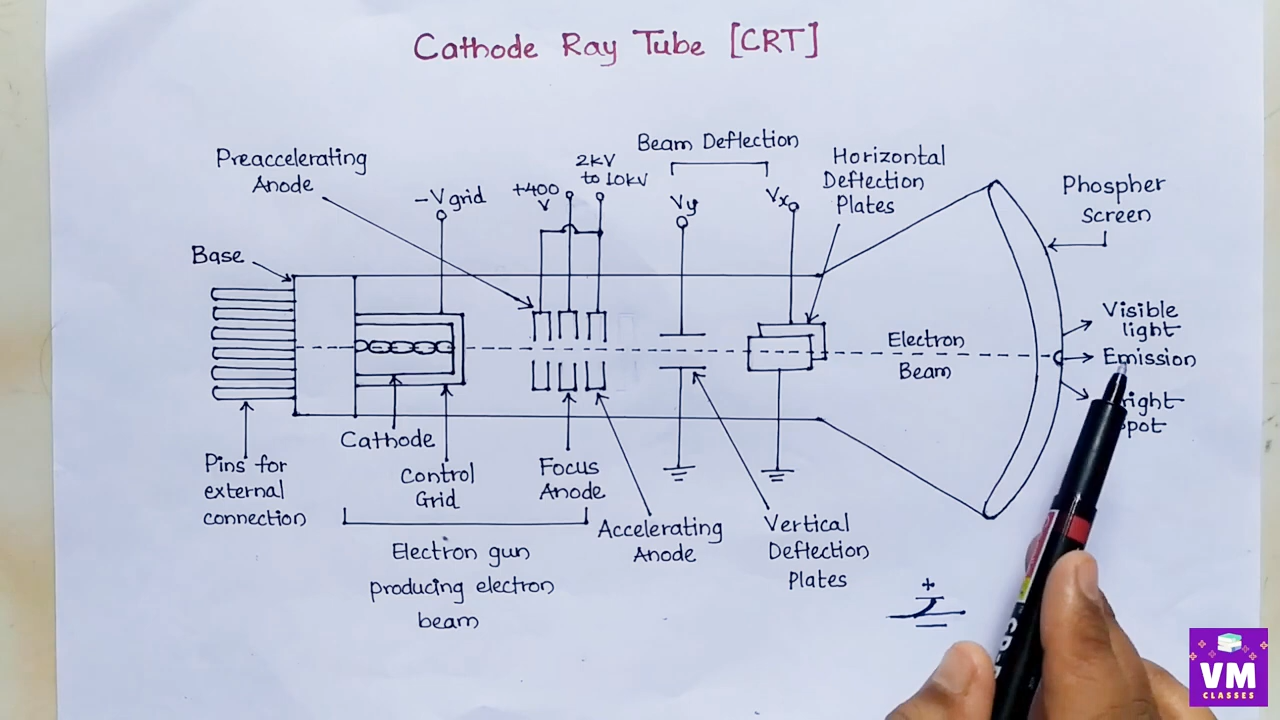 Cathode Ray Tube [CRT]
Beam Deflection
Preaccelerating
Anode
-Vgrid
+400
V
2KV
to 10KV
Vy
Vx
Horizontal
Deflection
Plates
Phospher
Screen
Base
Visible
light
Emission
Electron
Beam
Cathode
Control
Grid
Focus
Anode
Pins for
external
connection
Accelerating
Anode
Vertical
Deflection
Plates
Electron gun
producing electron
beam
+
VM
CLASSES